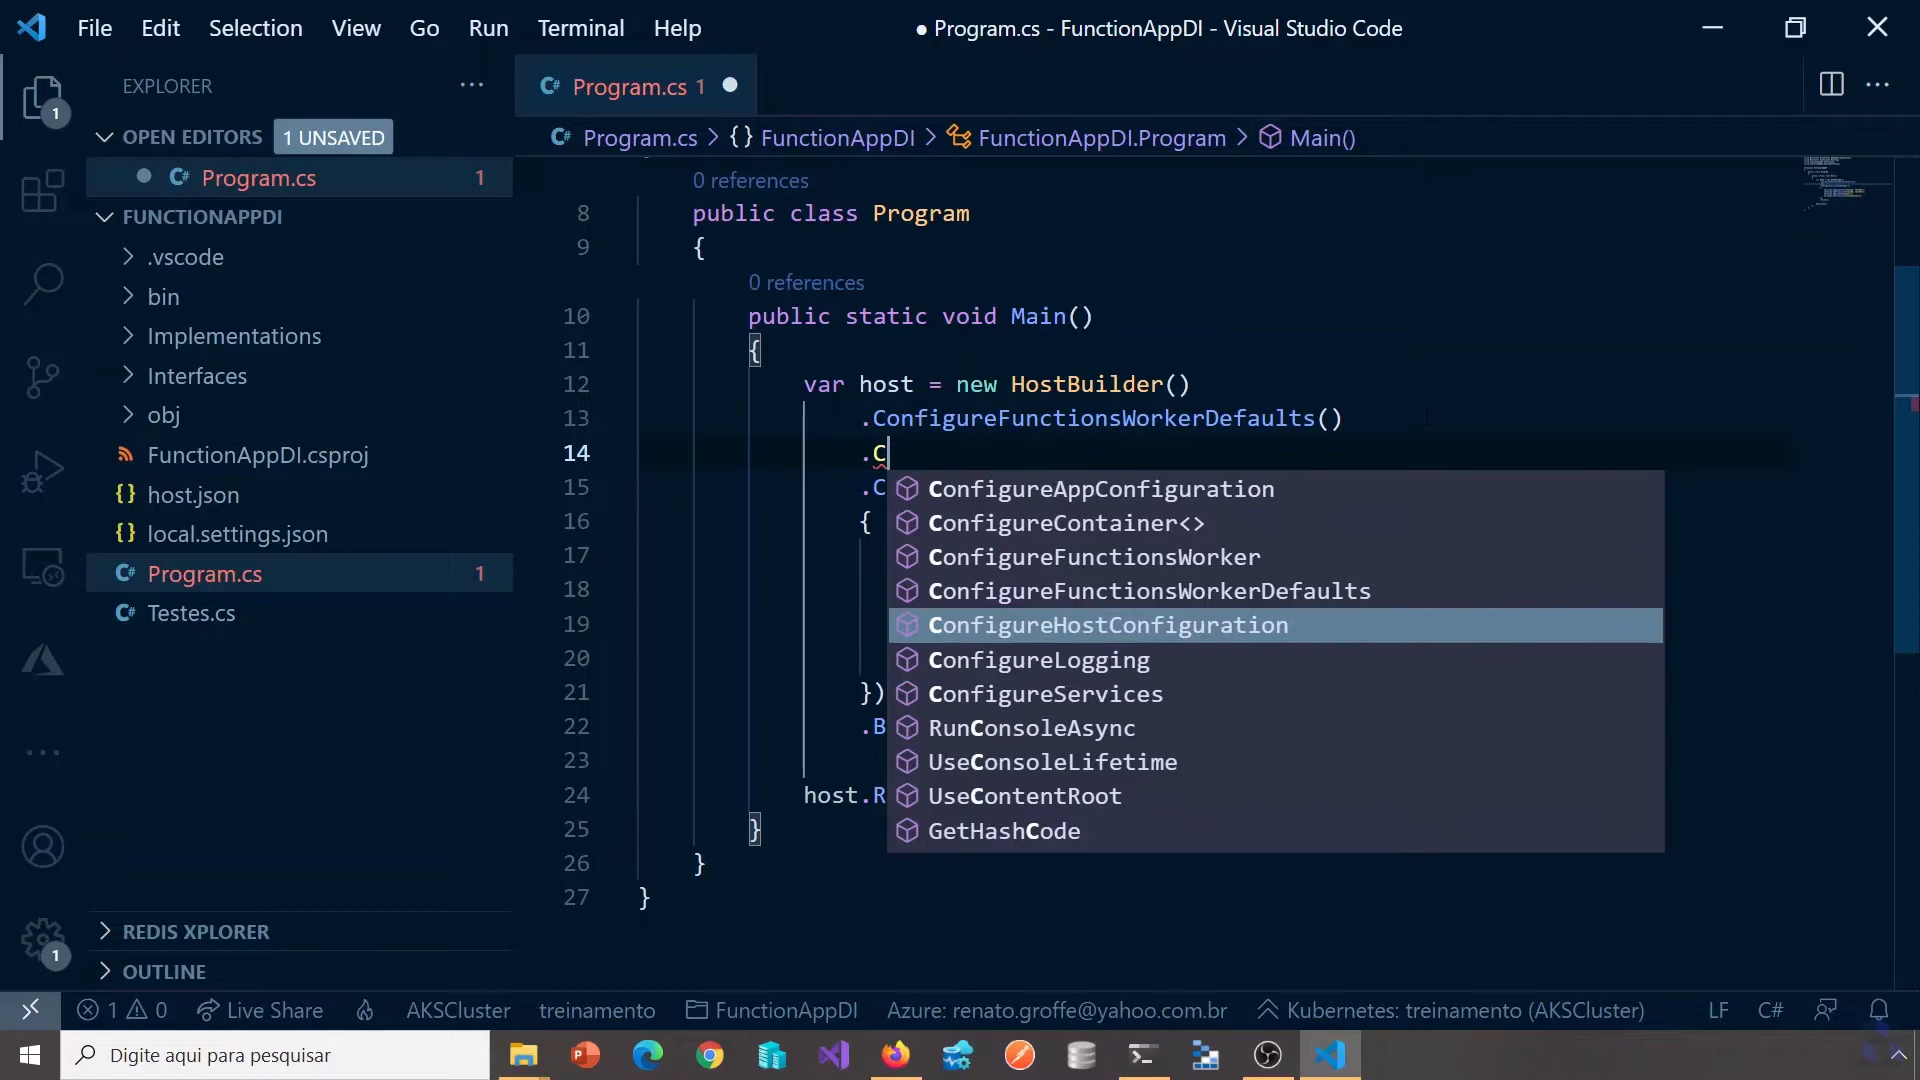 File Edit Selection View Go Run Terminal Help
● Program.cs - FunctionAppDI - Visual Studio Code
EXPLORER
Program.cs 1
OPEN EDITORS 1 UNSAVED
Program.cs > {} FunctionAppDI > FunctionAppDI.Program > Main()
Program.cs 1
FUNCTIONAPPDI
.vscode
bin
Implementations
Interfaces
obj
FunctionAppDI.csproj
host.json
local.settings.json
Program.cs 1
Testes.cs
REDIS XPLORER
OUTLINE
1
1
0 references
8 public class Program
9 {
0 references
10 public static void Main()
11 {
12 var host = new HostBuilder()
13 .ConfigureFunctionsWorkerDefaults()
14 .C
15 .C
16 {
17
18
19
20
21 })
22 .B
23
24 host.R
25 }
26 }
27 }
ConfigureAppConfiguration
ConfigureContainer<>
ConfigureFunctionsWorker
ConfigureFunctionsWorkerDefaults
ConfigureHostConfiguration
ConfigureLogging
ConfigureServices
RunConsoleAsync
UseConsoleLifetime
UseContentRoot
GetHashCode
1 0 Live Share AKSCluster treinamento FunctionAppDI Azure: renato.groffe@yahoo.com.br Kubernetes: treinamento (AKSCluster) LF C#
Digite aqui para pesquisar